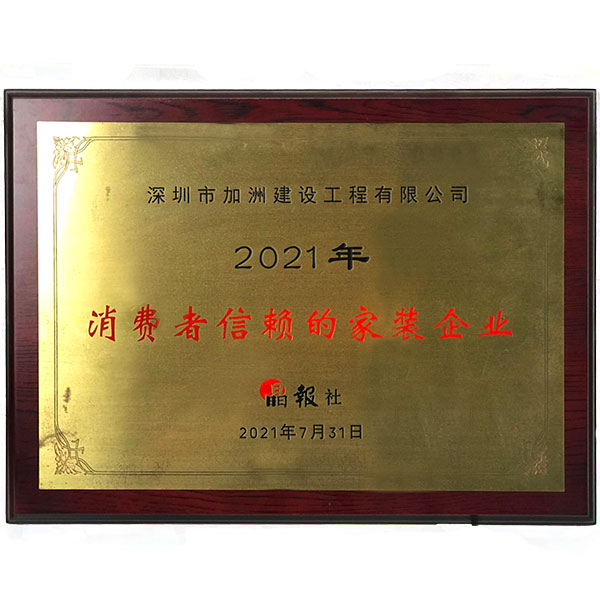 深圳市加洲建设工程有限公司
2021年
消费者信赖的家装企业
晶報社
2021年7月31日